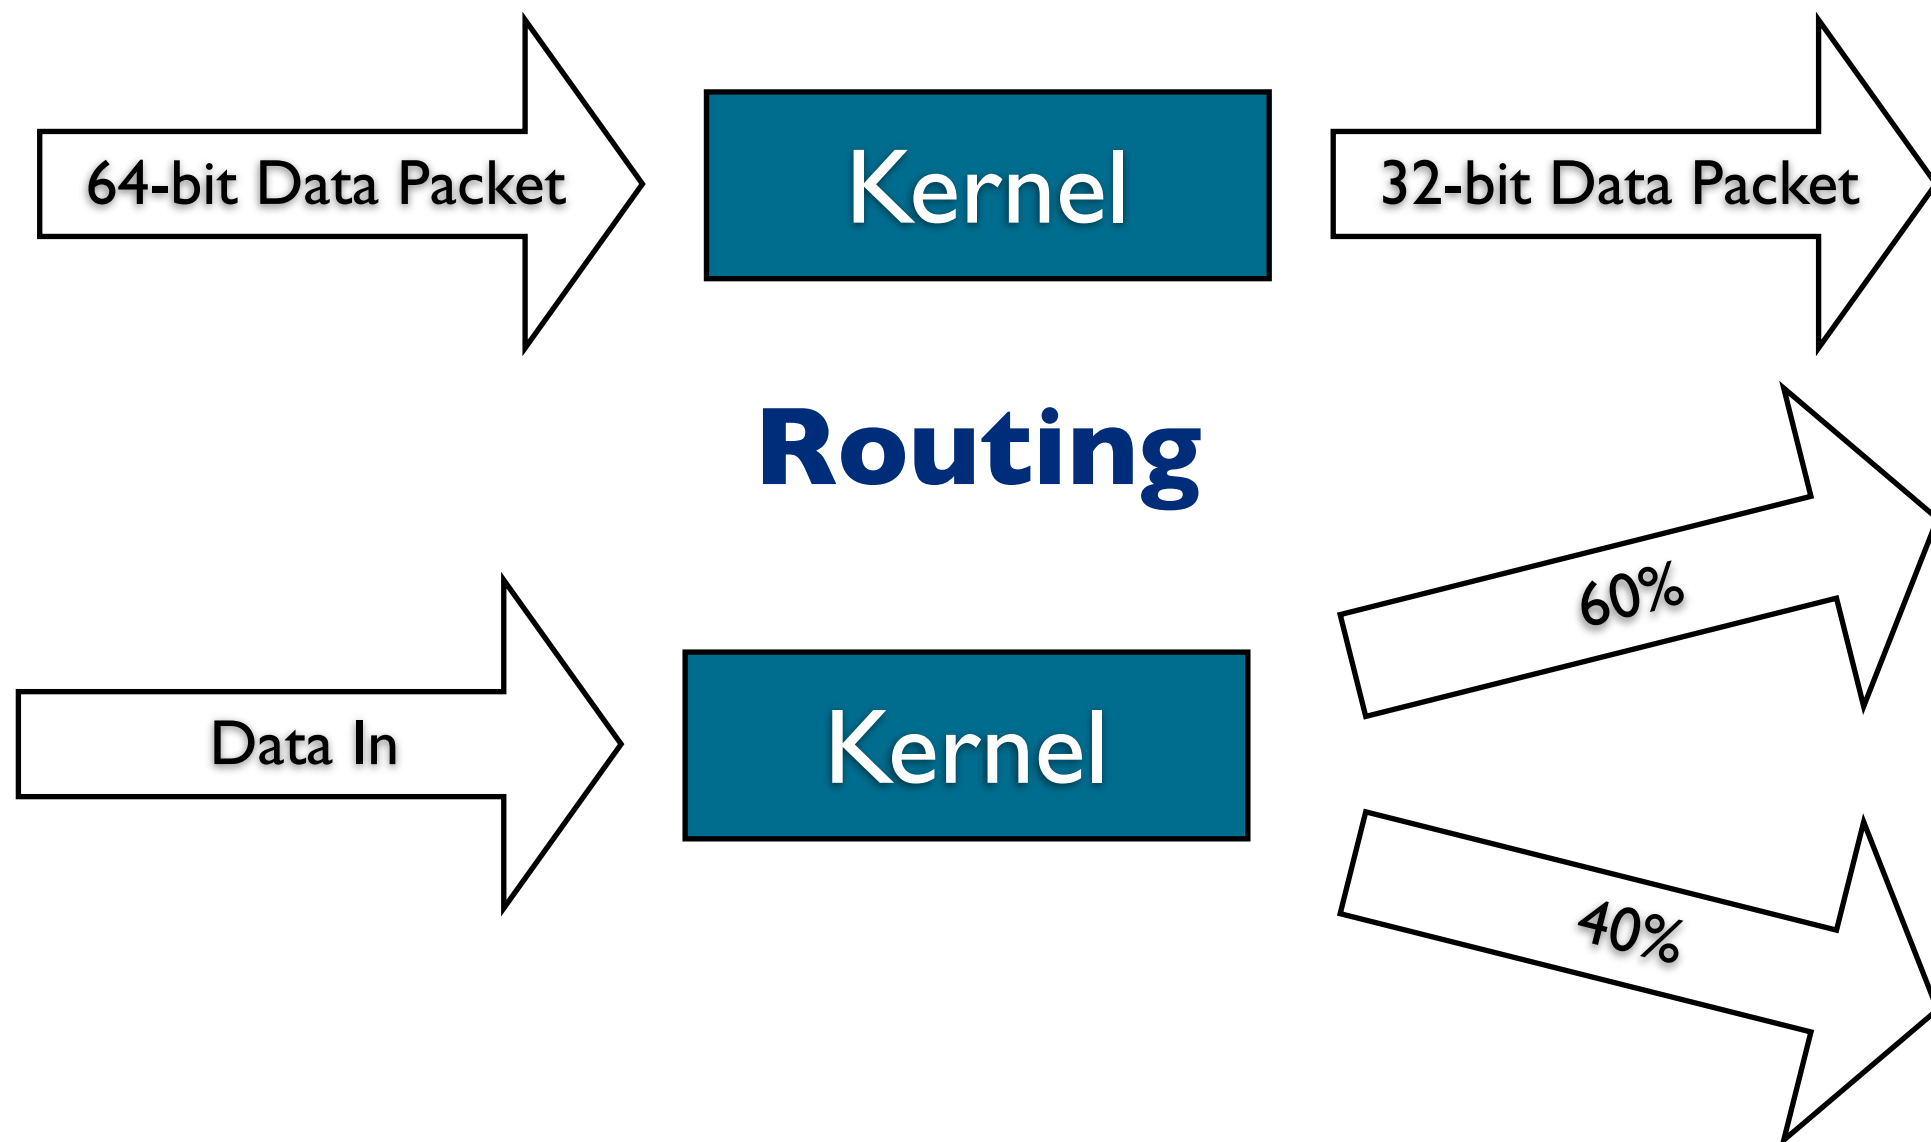 64-bit Data Packet
Kernel
32-bit Data Packet
Routing
60%
Data In
Kernel
40%